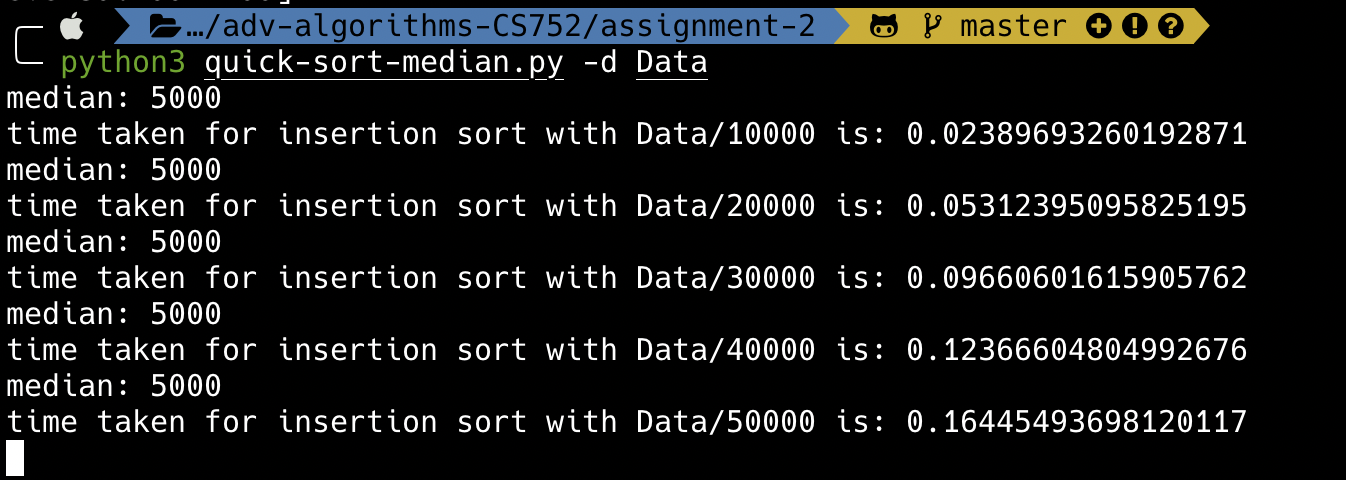 …/adv-algorithms-CS752/assignment-2 master
python3 quick-sort-median.py -d Data
median: 5000
time taken for insertion sort with Data/10000 is: 0.02389693260192871
median: 5000
time taken for insertion sort with Data/20000 is: 0.05312395095825195
median: 5000
time taken for insertion sort with Data/30000 is: 0.09660601615905762
median: 5000
time taken for insertion sort with Data/40000 is: 0.12366604804992676
median: 5000
time taken for insertion sort with Data/50000 is: 0.16445493698120117